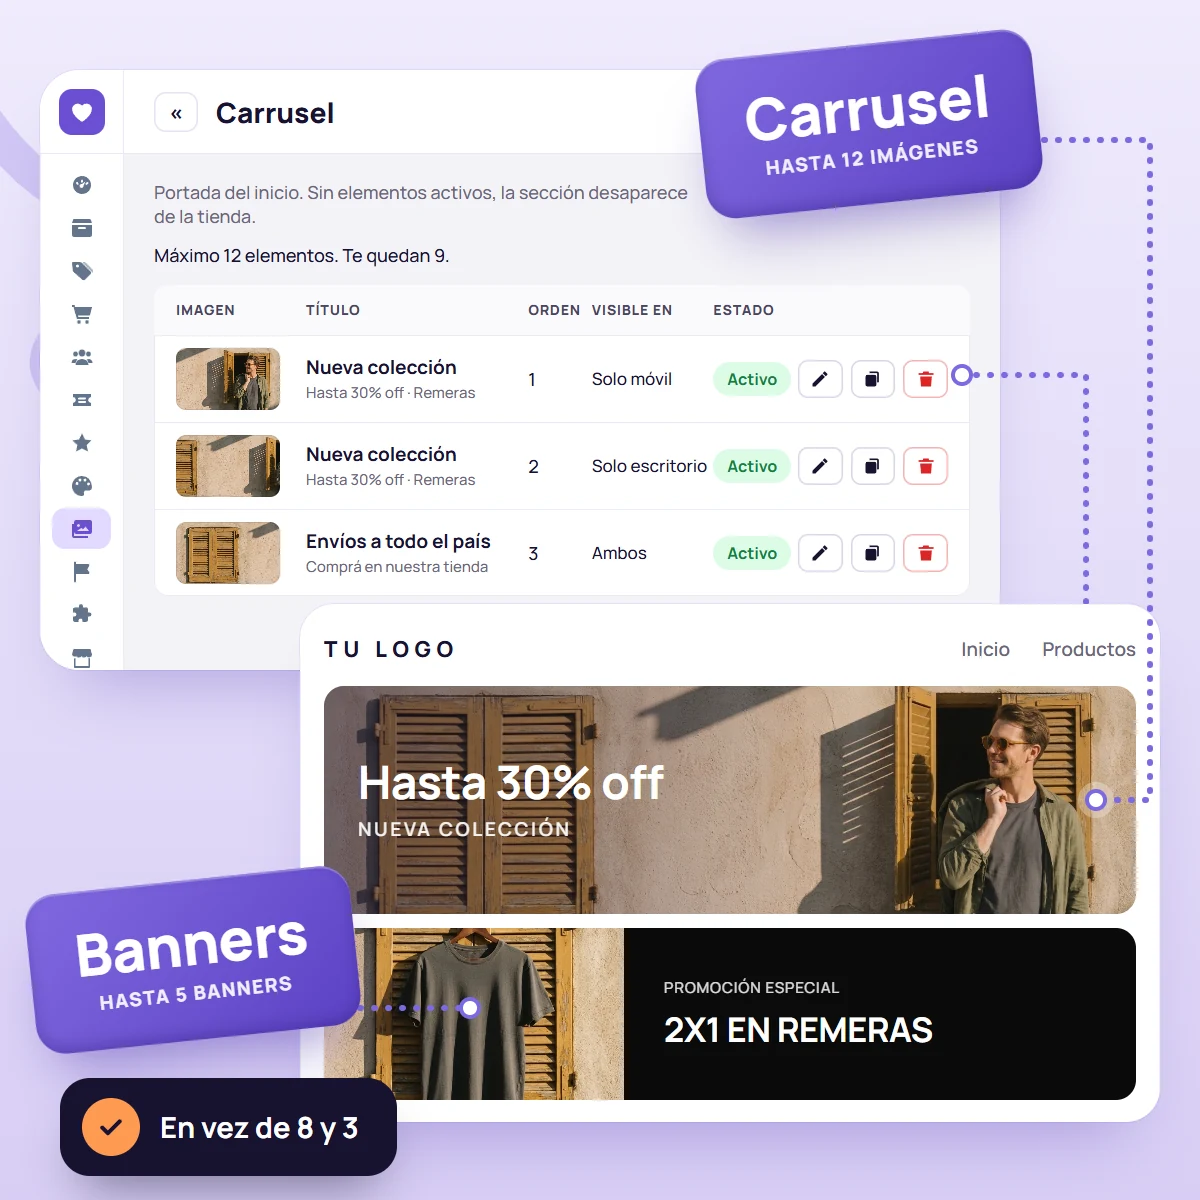 Carrusel
HASTA 12 IMÁGENES
« Carrusel
Portada del inicio. Sin elementos activos, la sección desaparece
de la tienda.
Máximo 12 elementos. Te quedan 9.
IMAGEN TÍTULO ORDEN VISIBLE EN ESTADO
Nueva colección
Hasta 30% off · Remeras
1 Solo móvil Activo
Nueva colección
Hasta 30% off · Remeras
2 Solo escritorio Activo
Envíos a todo el país
Comprá en nuestra tienda
3 Ambos Activo
TU LOGO Inicio Productos
Hasta 30% off
NUEVA COLECCIÓN
Banners
HASTA 5 BANNERS
PROMOCIÓN ESPECIAL
2X1 EN REMERAS
En vez de 8 y 3